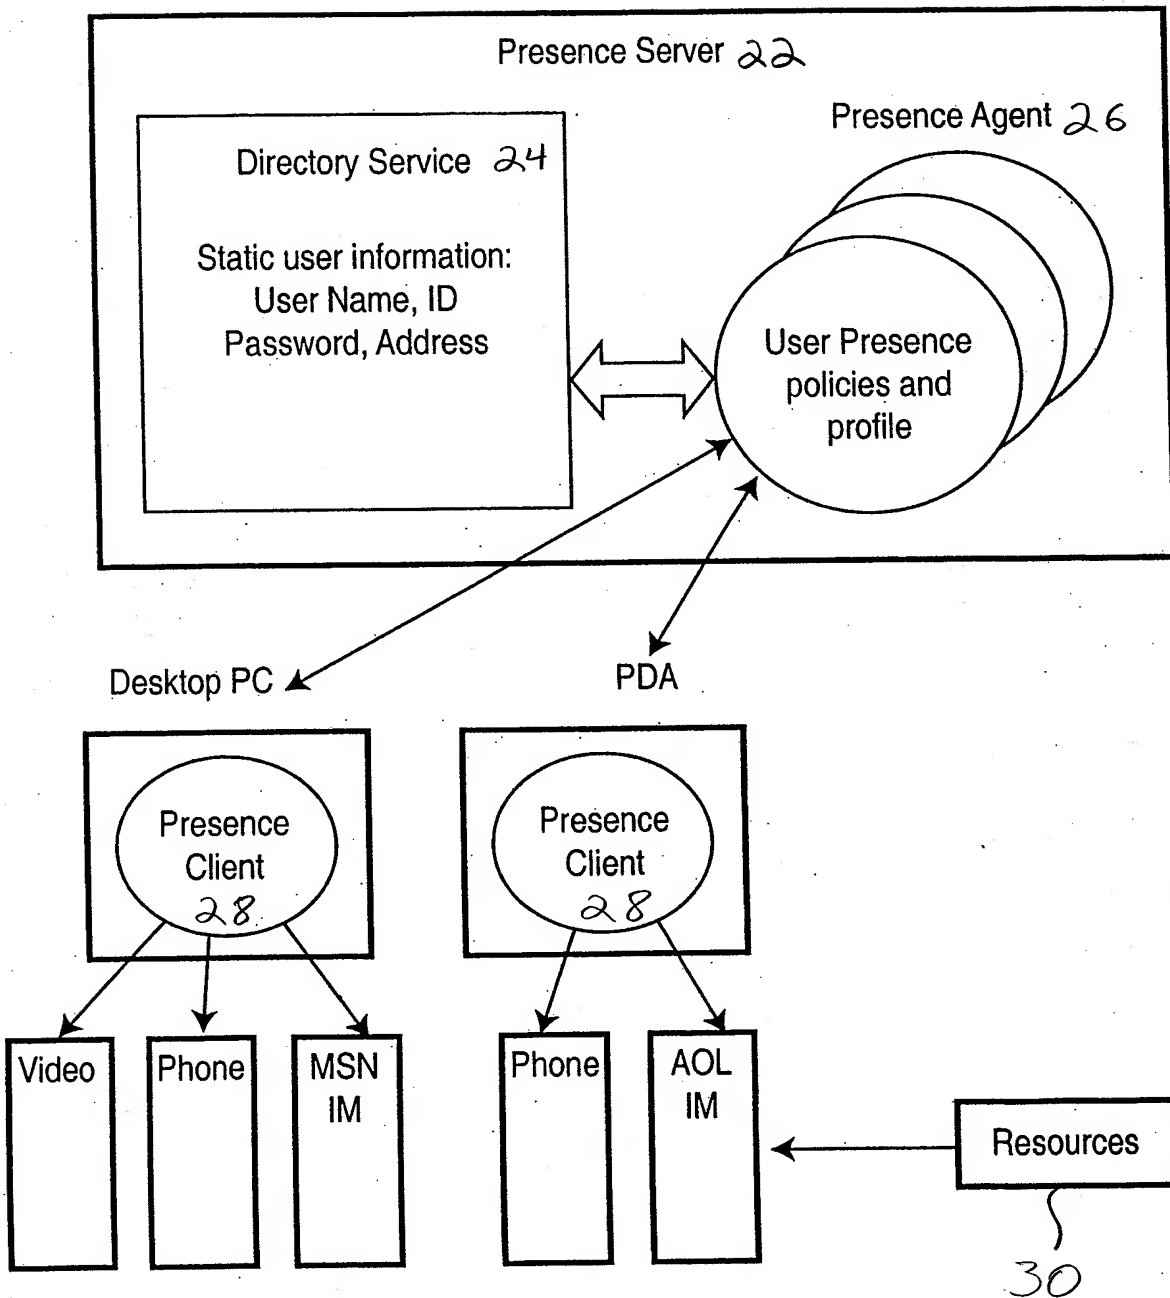 Presence Server 22
Presence Agent 26
Directory Service 24
Static user information:
User Name, ID
Password, Address
User Presence
policies and
profile
Desktop PC
PDA
Presence
Client
28
Presence
Client
28
Video
Phone
MSN
IM
Phone
AOL
IM
Resources
30